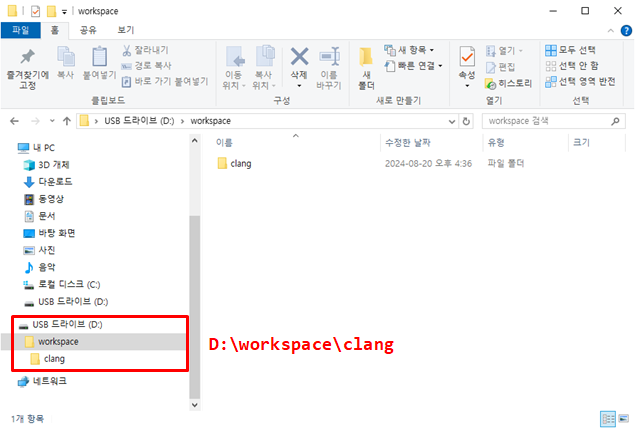 workspace
파일 홈 공유 보기
즐겨찾기에 고정
복사
붙여넣기
잘라내기
경로 복사
바로 가기 붙여넣기
클립보드
이동 위치
복사 위치
삭제
이름 바꾸기
구성
새 폴더
새 항목
빠른 연결
새로 만들기
속성
열기
편집
히스토리
열기
모두 선택
선택 안 함
선택 영역 반전
선택
USB 드라이브 (D:) > workspace
workspace 검색
이름 수정한 날짜 유형 크기
clang 2024-08-20 오후 4:36 파일 폴더
내 PC
3D 개체
다운로드
동영상
문서
바탕 화면
사진
음악
로컬 디스크 (C:)
USB 드라이브 (D:)
USB 드라이브 (D:)
workspace
clang
네트워크
D:\workspace\clang
1개 항목